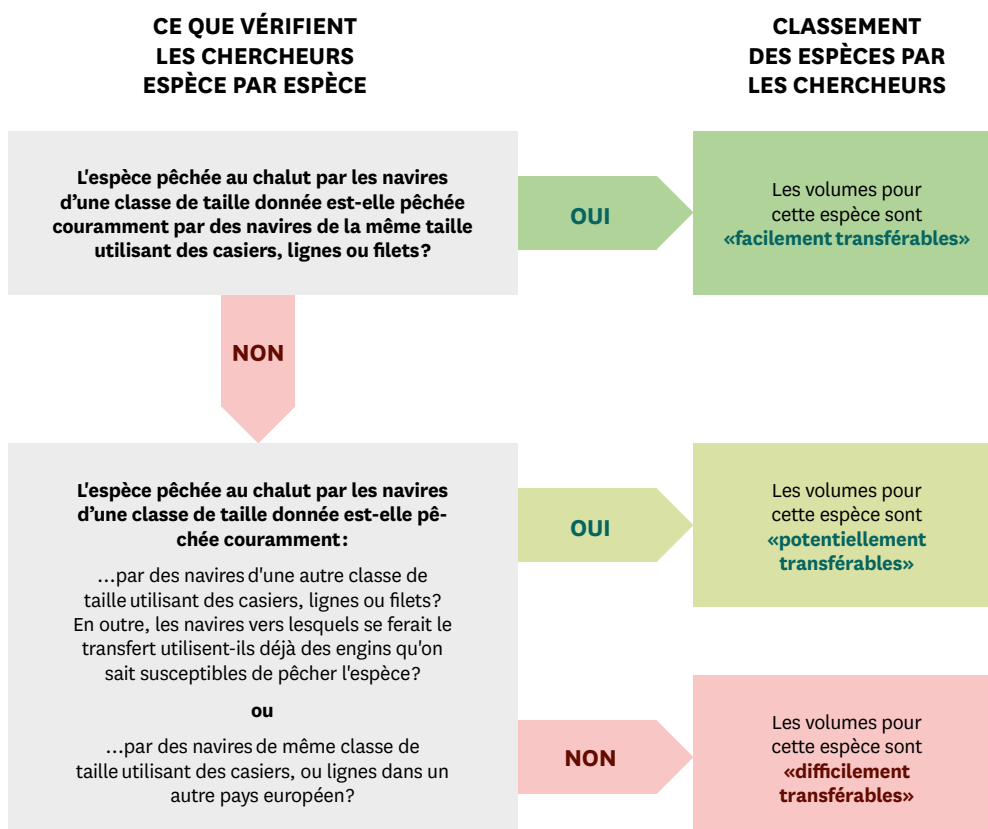 CE QUE VÉRIFIENT
LES CHERCHEURS
ESPÈCE PAR ESPÈCE
CLASSEMENT
DES ESPÈCES PAR
LES CHERCHEURS
L'espèce pêchée au chalut par les navires
d’une classe de taille donnée est-elle pêchée
couramment par des navires de la même taille
utilisant des casiers, lignes ou filets?
OUI
Les volumes pour
cette espèce sont
«facilement transférables»
NON
L'espèce pêchée au chalut par les navires
d’une classe de taille donnée est-elle pê-
chée couramment:
...par des navires d'une autre classe de
taille utilisant des casiers, lignes ou filets?
En outre, les navires vers lesquels se ferait le
transfert utilisent-ils déjà des engins qu'on
sait susceptibles de pêcher l'espèce?
ou
...par des navires de même classe de
taille utilisant des casiers, ou lignes dans un
autre pays européen?
OUI
Les volumes pour
cette espèce sont
«potentiellement
transférables»
NON
Les volumes pour
cette espèce sont
«difficilement
transférables»